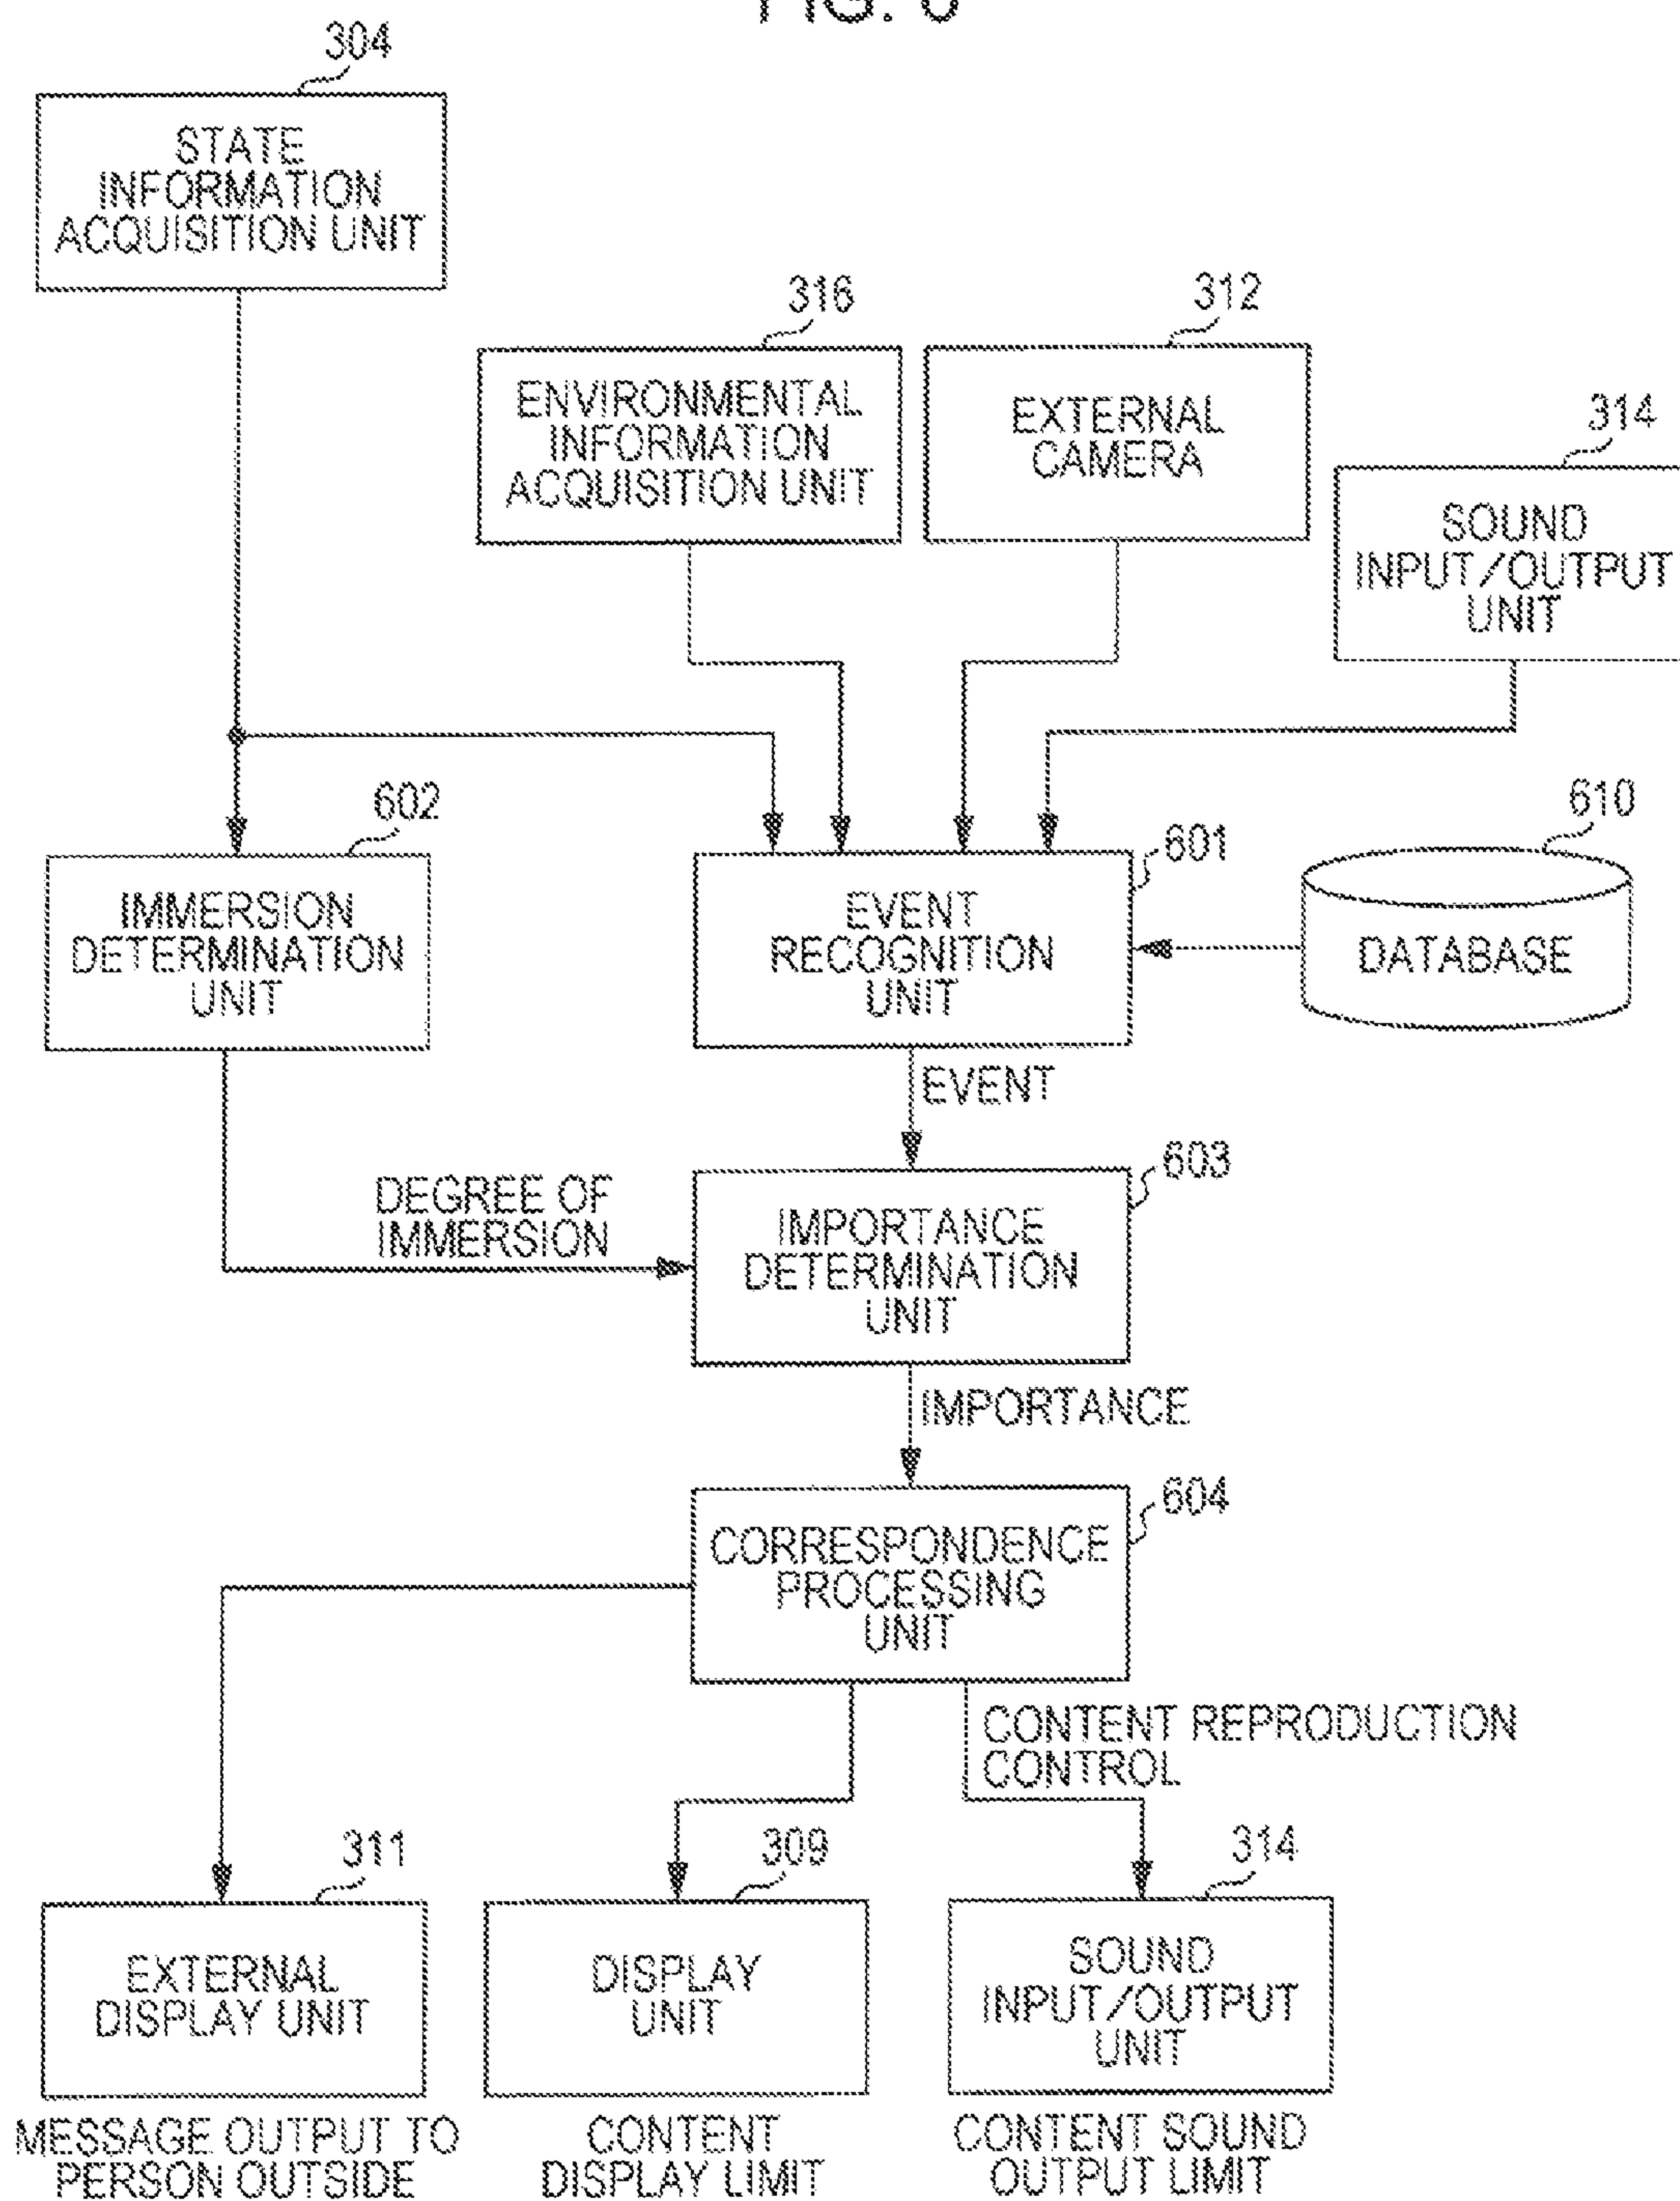 304
STATE
INFORMATION
ACQUISITION UNIT
316
ENVIRONMENTAL
INFORMATION
ACQUISITION UNIT
312
EXTERNAL
CAMERA
314
SOUND
INPUT/OUTPUT
UNIT
602
IMMERSION
DETERMINATION
UNIT
601
EVENT
RECOGNITION
UNIT
610
DATABASE
EVENT
DEGREE OF
IMMERSION
603
IMPORTANCE
DETERMINATION
UNIT
IMPORTANCE
604
CORRESPONDENCE
PROCESSING
UNIT
CONTENT REPRODUCTION
CONTROL
311
EXTERNAL
DISPLAY UNIT
MESSAGE OUTPUT TO
PERSON OUTSIDE
309
DISPLAY
UNIT
CONTENT
DISPLAY LIMIT
314
SOUND
INPUT/OUTPUT
UNIT
CONTENT SOUND
OUTPUT LIMIT